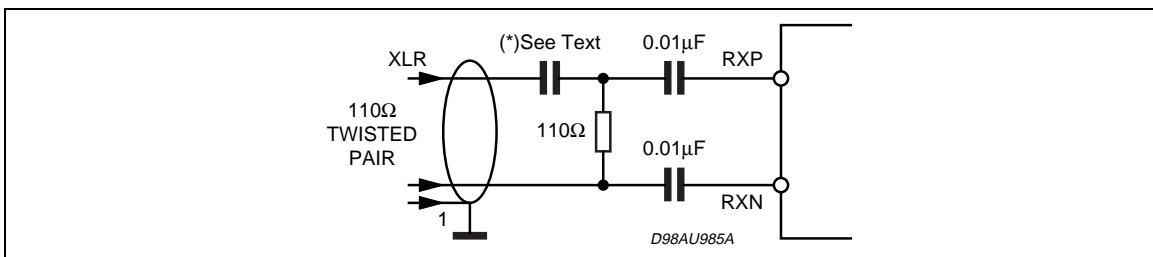 (*)See Text
0.01μF
XLR
RXP
110Ω
TWISTED
PAIR
110Ω
0.01μF
1
RXN
D98AU985A